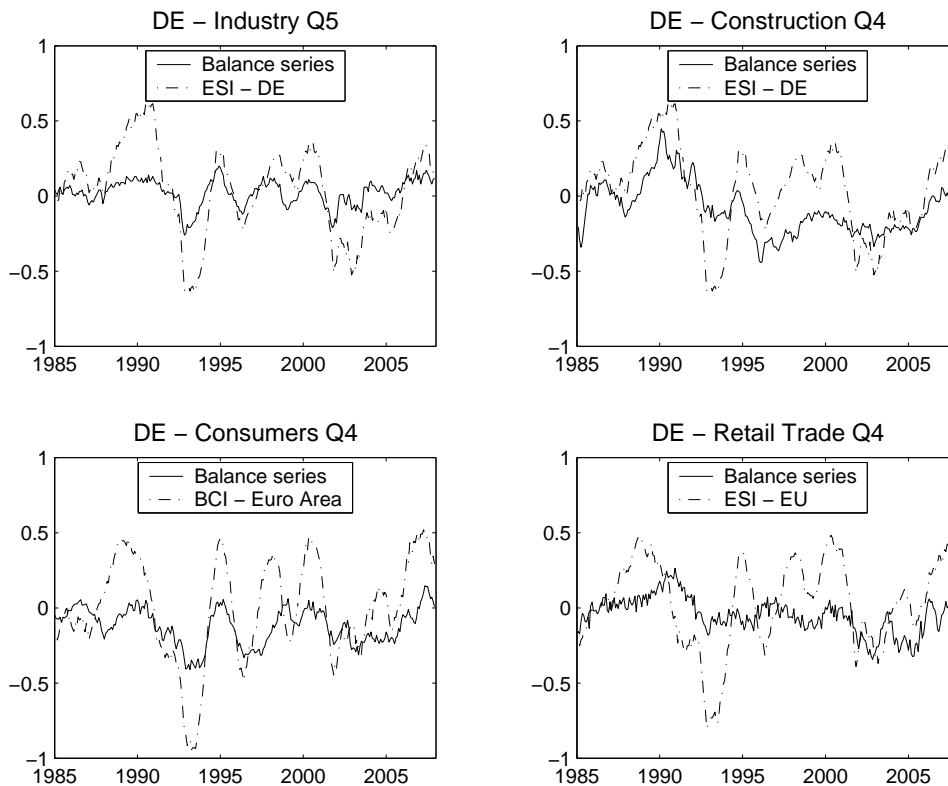 DE − Industry Q5
1
0.5
0
−0.5
−1
1985 1990 1995 2000 2005
Balance series
ESI − DE
DE − Construction Q4
1
0.5
0
−0.5
−1
1985 1990 1995 2000 2005
Balance series
ESI − DE
DE − Consumers Q4
1
0.5
0
−0.5
−1
1985 1990 1995 2000 2005
Balance series
BCI − Euro Area
DE − Retail Trade Q4
1
0.5
0
−0.5
−1
1985 1990 1995 2000 2005
Balance series
ESI − EU